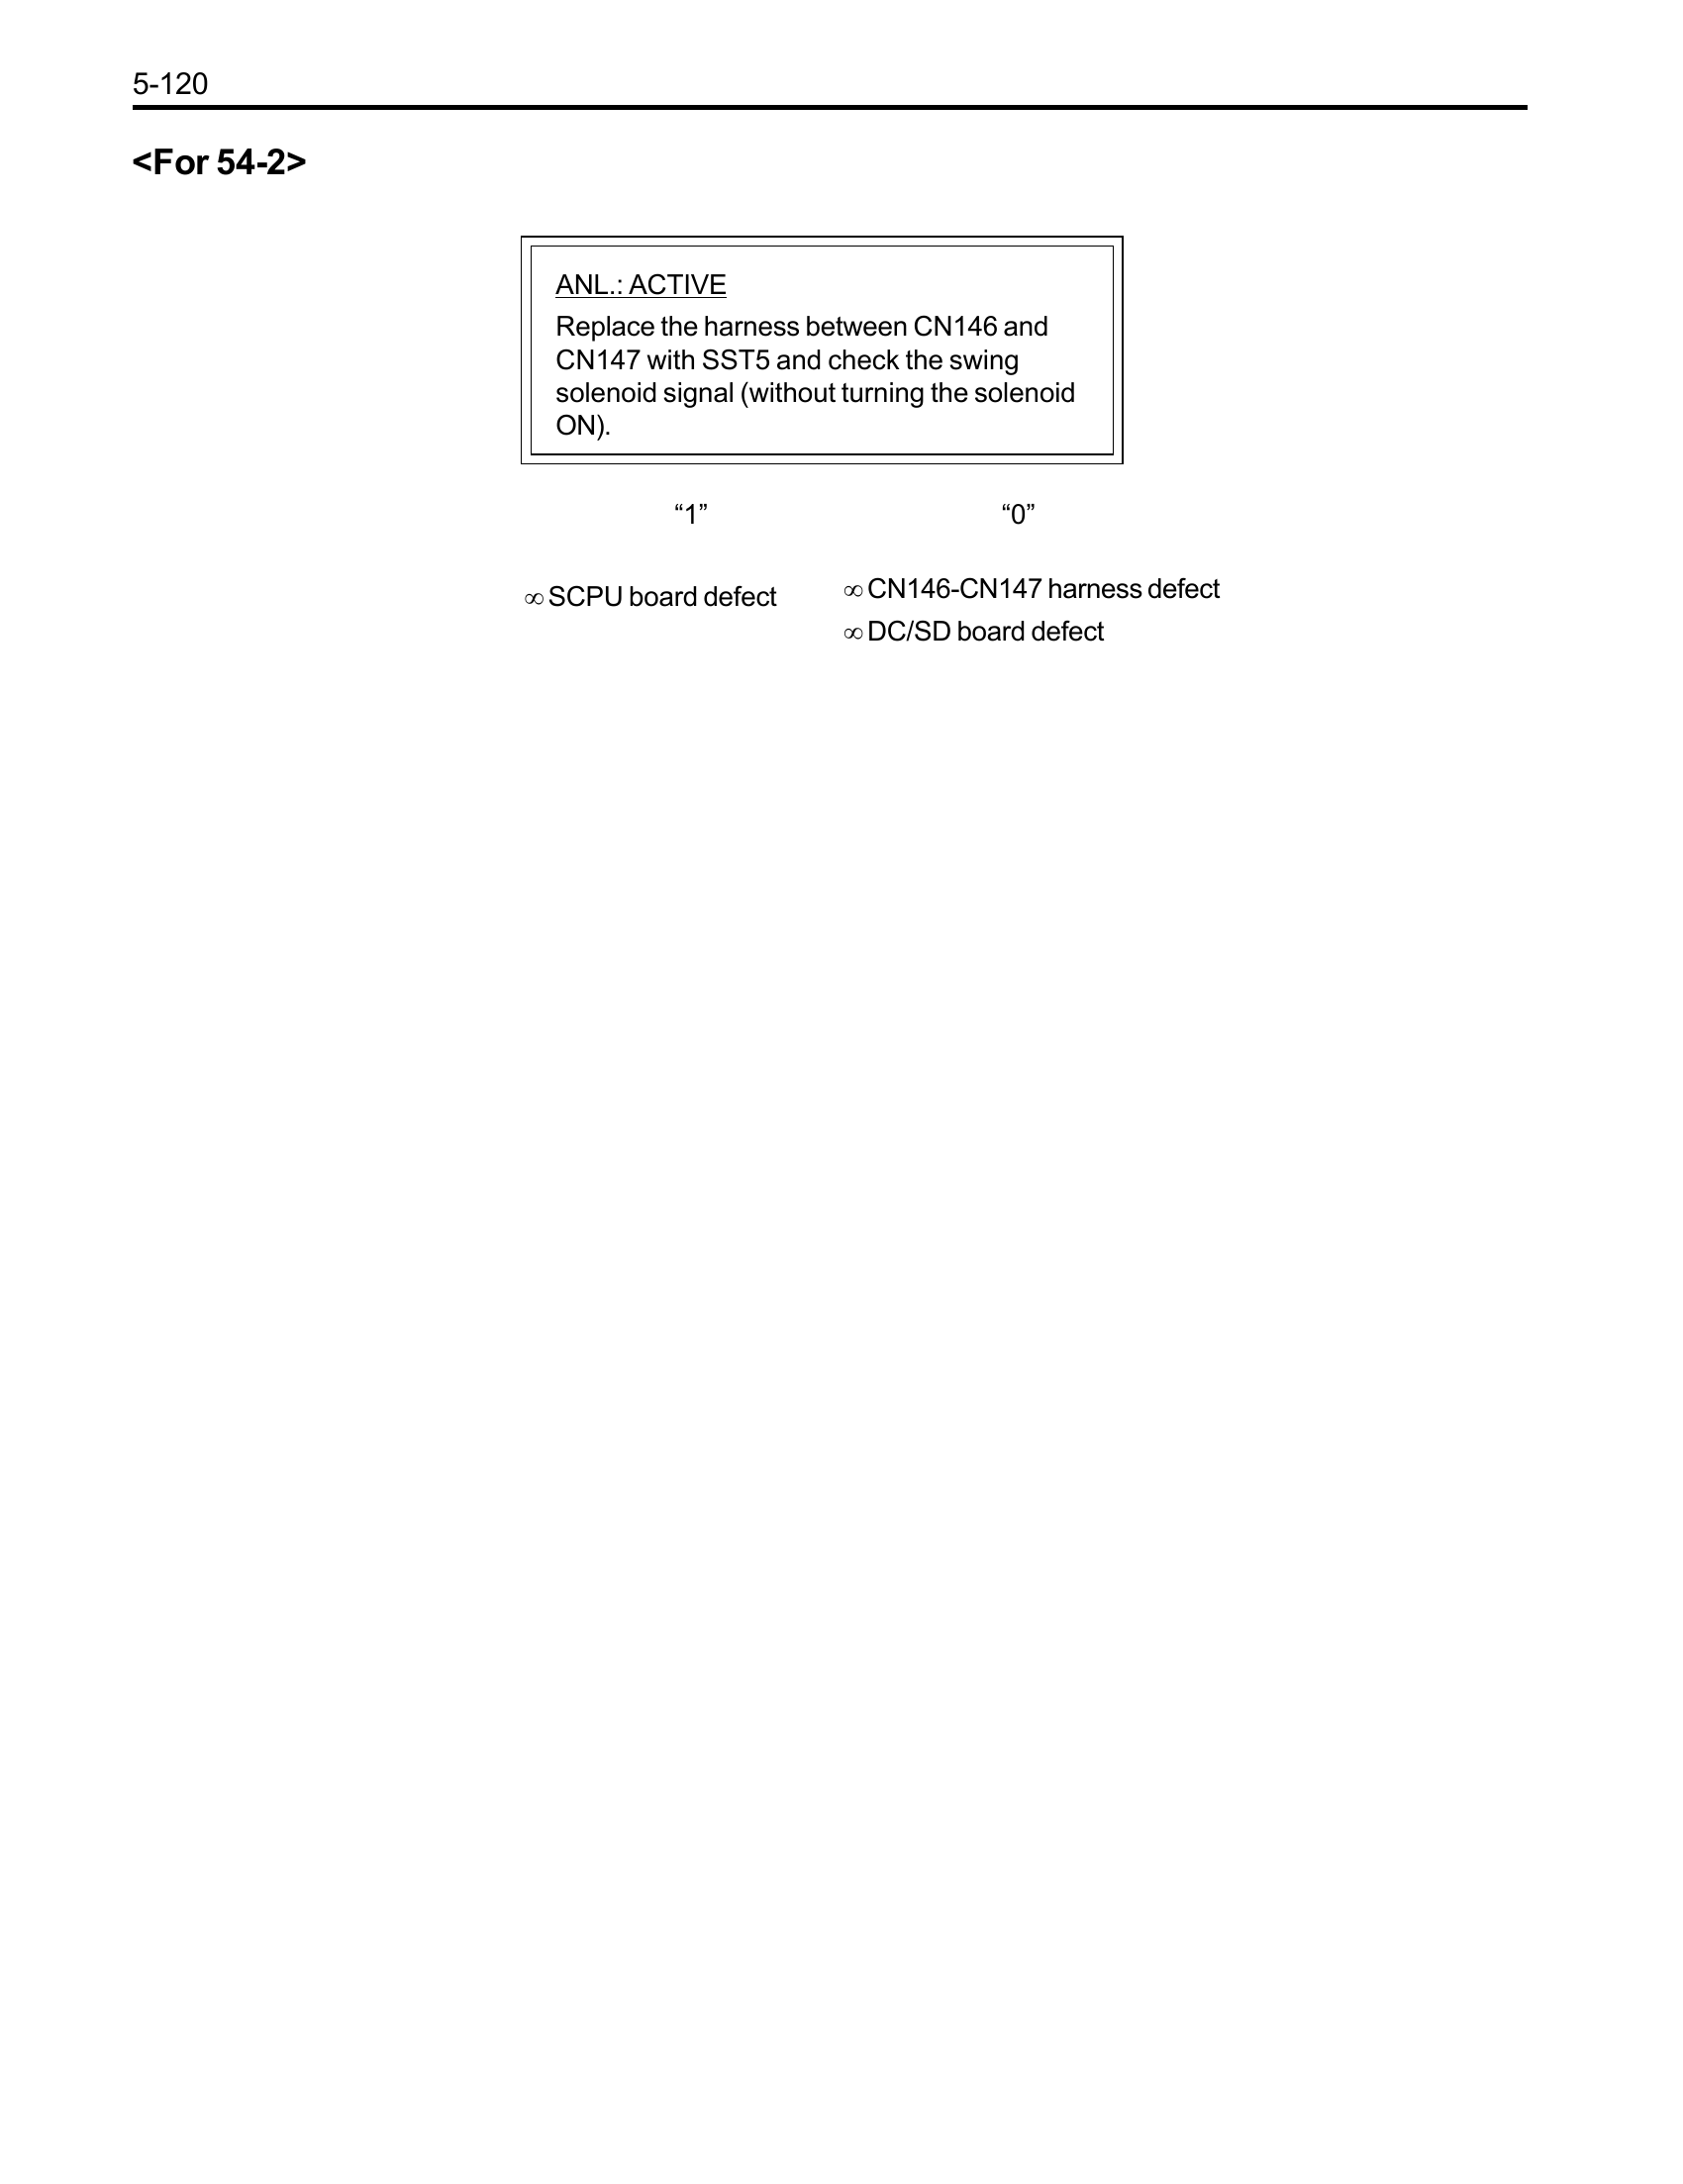 5-120
<For 54-2>
ANL.: ACTIVE
Replace the harness between CN146 and
CN147 with SST5 and check the swing
solenoid signal (without turning the solenoid
ON).
“1”
“0”
∞ SCPU board defect
∞ CN146-CN147 harness defect
∞ DC/SD board defect